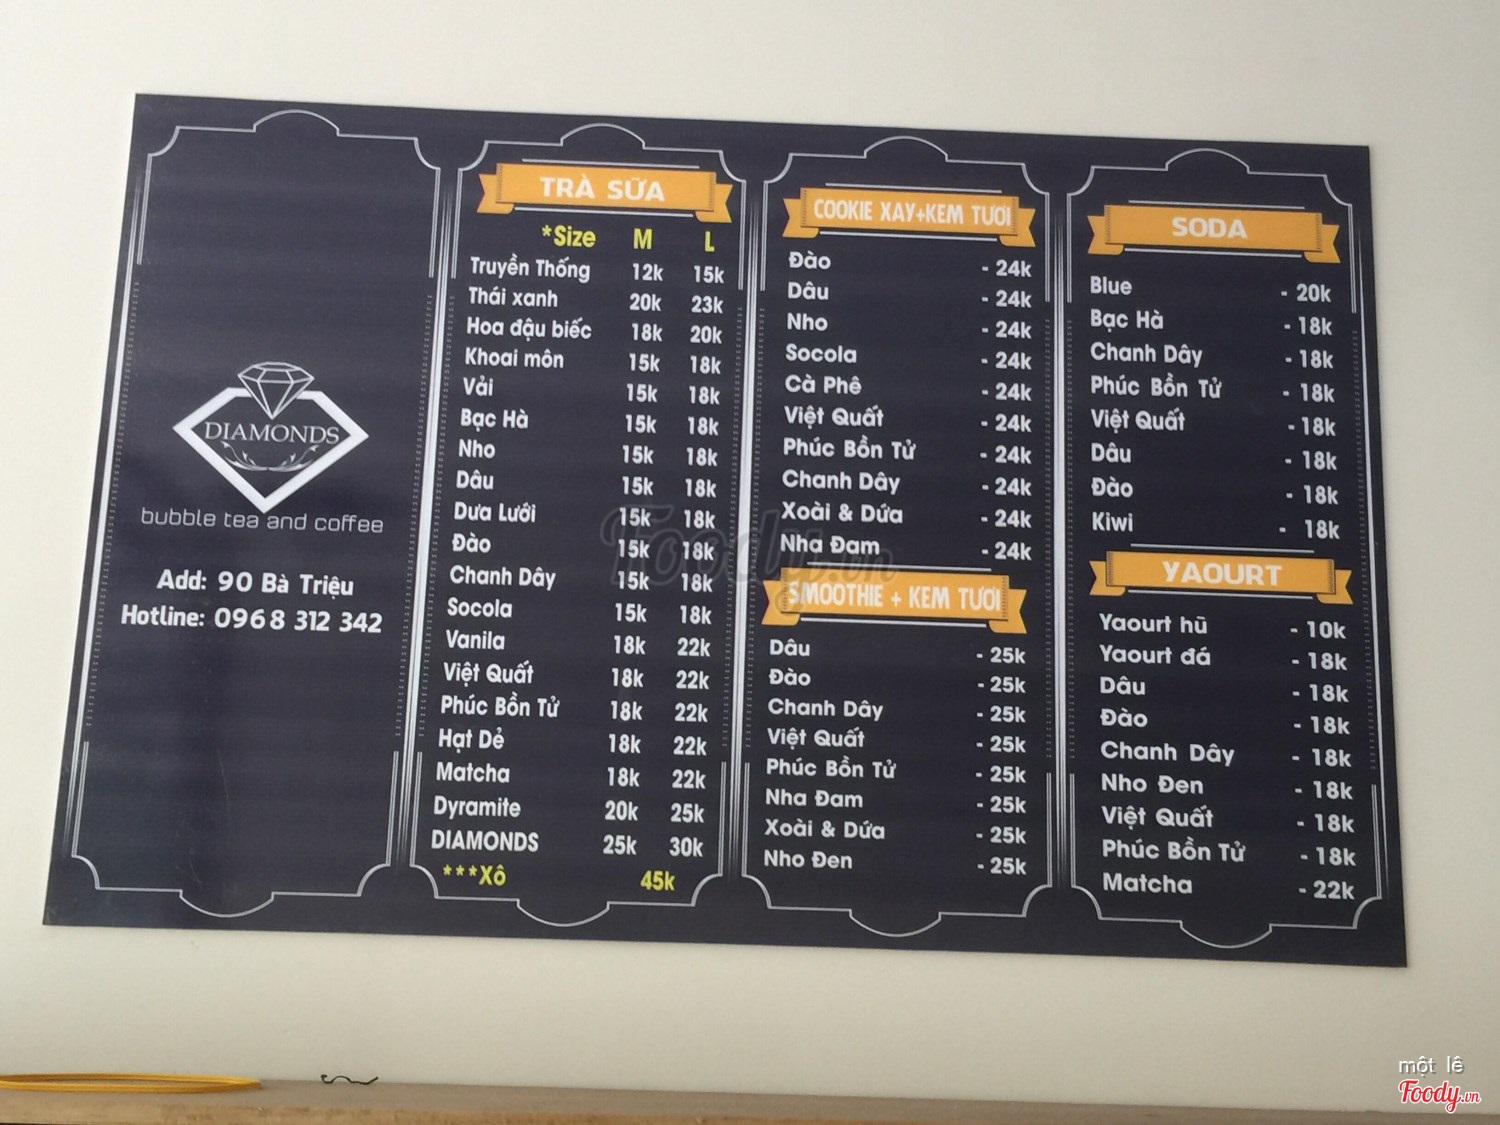 DIAMONDS
bubble tea and coffee
Add: 90 Bà Triệu
Hotline: 0968 312 342
TRÀ SỮA
*Size M L
Truyền Thống 12k 15k
Thái xanh 20k 23k
Hoa đậu biếc 18k 20k
Khoai môn 15k 18k
Vải 15k 18k
Bạc Hà 15k 18k
Nho 15k 18k
Dâu 15k 18k
Dưa Lưới 15k 18k
Đào 15k 18k
Chanh Dây 15k 18k
Socola 15k 18k
Vanila 18k 22k
Việt Quất 18k 22k
Phúc Bồn Tử 18k 22k
Hạt Dẻ 18k 22k
Matcha 18k 22k
Dyramite 20k 25k
DIAMONDS 25k 30k
***Xô 45k
COOKIE XAY+KEM TƯƠI
Đào - 24k
Dâu - 24k
Nho - 24k
Socola - 24k
Cà Phê - 24k
Việt Quất - 24k
Phúc Bồn Tử - 24k
Chanh Dây - 24k
Xoài & Dứa - 24k
Nha Đam - 24k
SMOOTHIE + KEM TƯƠI
Dâu - 25k
Đào - 25k
Chanh Dây - 25k
Việt Quất - 25k
Phúc Bồn Tử - 25k
Nha Đam - 25k
Xoài & Dứa - 25k
Nho Đen - 25k
SODA
Blue - 20k
Bạc Hà - 18k
Chanh Dây - 18k
Phúc Bồn Tử - 18k
Việt Quất - 18k
Dâu - 18k
Đào - 18k
Kiwi - 18k
YAOURT
Yaourt hũ - 10k
Yaourt đá - 18k
Dâu - 18k
Đào - 18k
Chanh Dây - 18k
Nho Đen - 18k
Việt Quất - 18k
Phúc Bồn Tử - 18k
Matcha - 22k
Foody.vn
một lê
Foody.vn